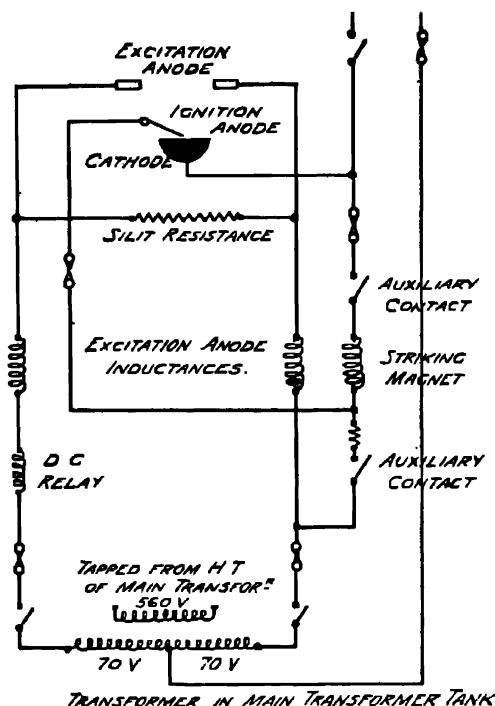 EXCITATION
ANODE
IGNITION
ANODE
CATHODE
SILIT RESISTANCE
AUXILIARY
CONTACT
EXCITATION ANODE
INDUCTANCES.
STRIKING
MAGNET
D C
RELAY
AUXILIARY
CONTACT
TAPPED FROM H T
OF MAIN TRANSFORᴿ
560 V
70 V 70 V
TRANSFORMER IN MAIN TRANSFORMER TANK